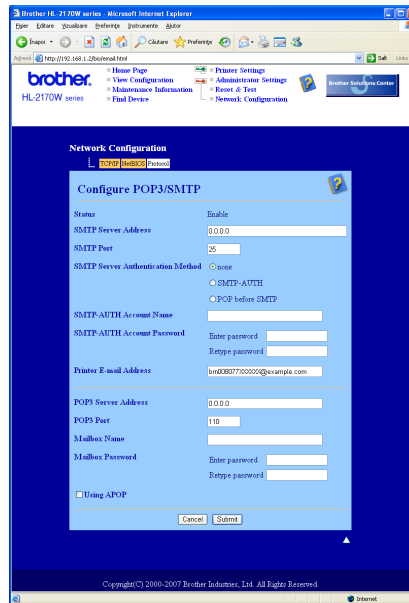 Brother HL-2170W series - Microsoft Internet Explorer
Fişier Editare Vizualizare Preferinţe Instrumente Ajutor
Înapoi Căutare Preferinţe
Adresă http://192.168.1.2/bio/email.html Salt Linkuri
brother.
HL-2170W series
Home Page
View Configuration
Maintenance Information
Find Device
Printer Settings
Administrator Settings
Reset & Test
Network Configuration
Brother Solutions Center
Network Configuration
TCP/IP NetBIOS Protocol
Configure POP3/SMTP
Status Enable
SMTP Server Address 0.0.0.0
SMTP Port 25
SMTP Server Authentication Method none
SMTP-AUTH
POP before SMTP
SMTP-AUTH Account Name
SMTP-AUTH Account Password Enter password
Retype password
Printer E-mail Address brn008077XXXXXX@example.com
POP3 Server Address 0.0.0.0
POP3 Port 110
Mailbox Name
Mailbox Password Enter password
Retype password
Using APOP
Cancel Submit
Copyright(C) 2000-2007 Brother Industries, Ltd. All Rights Reserved.
Internet